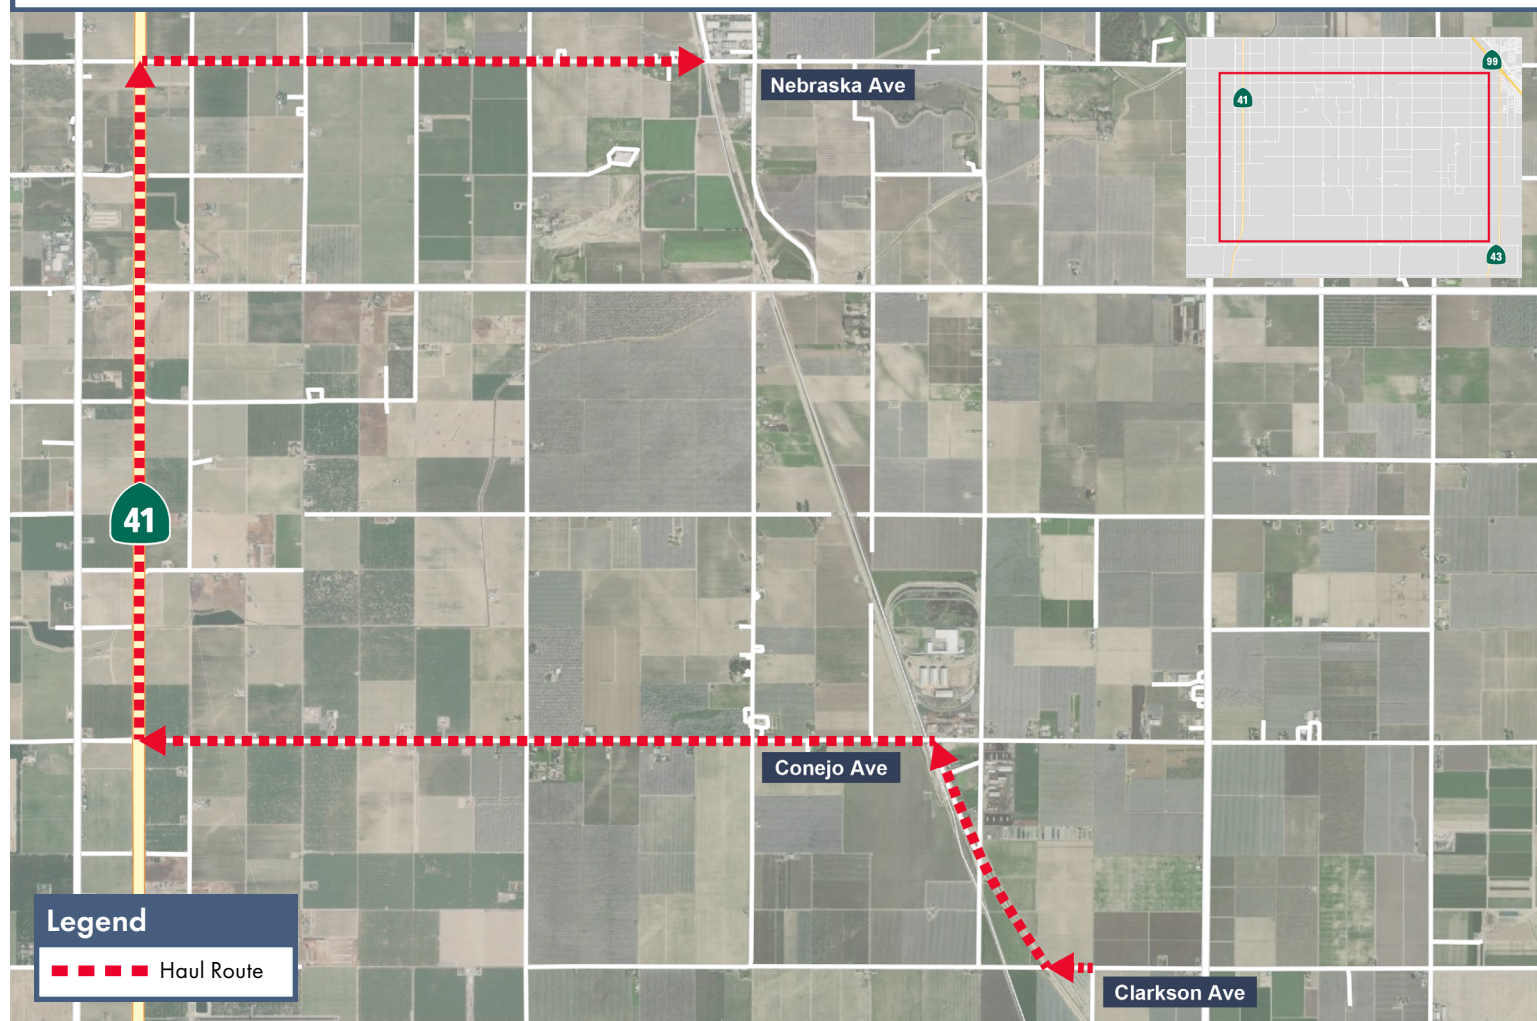 Nebraska Ave
99
41
43
41
Conejo Ave
Clarkson Ave
Legend
Haul Route